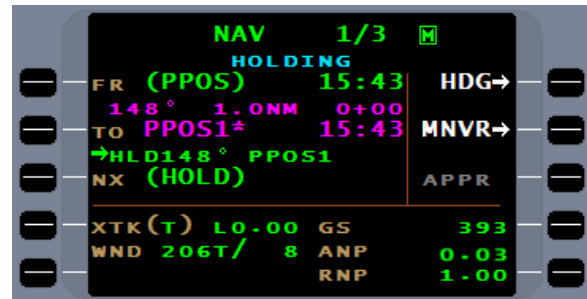 NAV 1/3 M
HOLDING
FR (PPOS) 15:43 HDG→
148° 1.0NM 0+00
TO PPOS1* 15:43 MNVR→
→HLD148° PPOS1
NX (HOLD) APPR
XTK(T) L0.00 GS 393
WND 206T/ 8 ANP 0.03
RNP 1.00